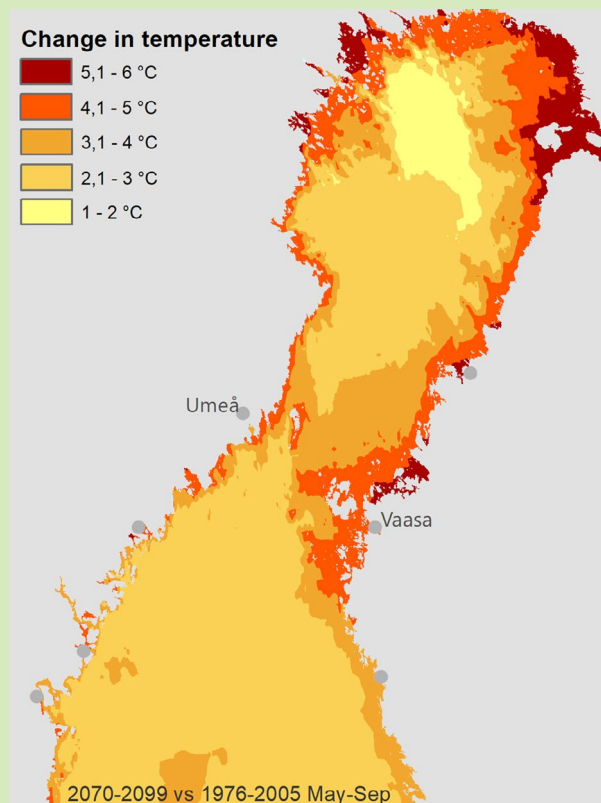 Change in temperature
5,1 - 6 °C
4,1 - 5 °C
3,1 - 4 °C
2,1 - 3 °C
1 - 2 °C
Umeå
Vaasa
2070-2099 vs 1976-2005 May-Sep